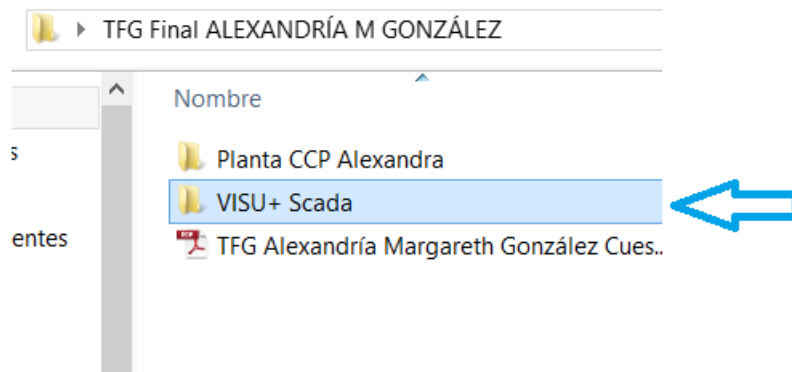 TFG Final ALEXANDRÍA M GONZÁLEZ
Nombre
s
Planta CCP Alexandra
VISU+ Scada
entes
TFG Alexandría Margareth González Cues..